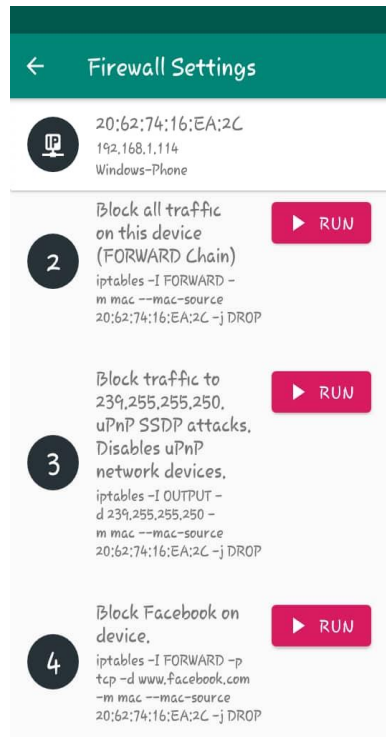 Firewall Settings
IP
20:62:74:16:EA:2C
192.168.1.114
Windows-Phone
2
Block all traffic
on this device
(FORWARD Chain)
RUN
iptables -I FORWARD -
m mac --mac-source
20:62:74:16:EA:2C -j DROP
3
Block traffic to
239.255.255.250.
uPnP SSDP attacks.
Disables uPnP
network devices.
RUN
iptables -I OUTPUT -
d 239.255.255.250 -
m mac --mac-source
20:62:74:16:EA:2C -j DROP
4
Block Facebook on
device.
RUN
iptables -I FORWARD -p
tcp -d www.facebook.com
-m mac --mac-source
20:62:74:16:EA:2C -j DROP